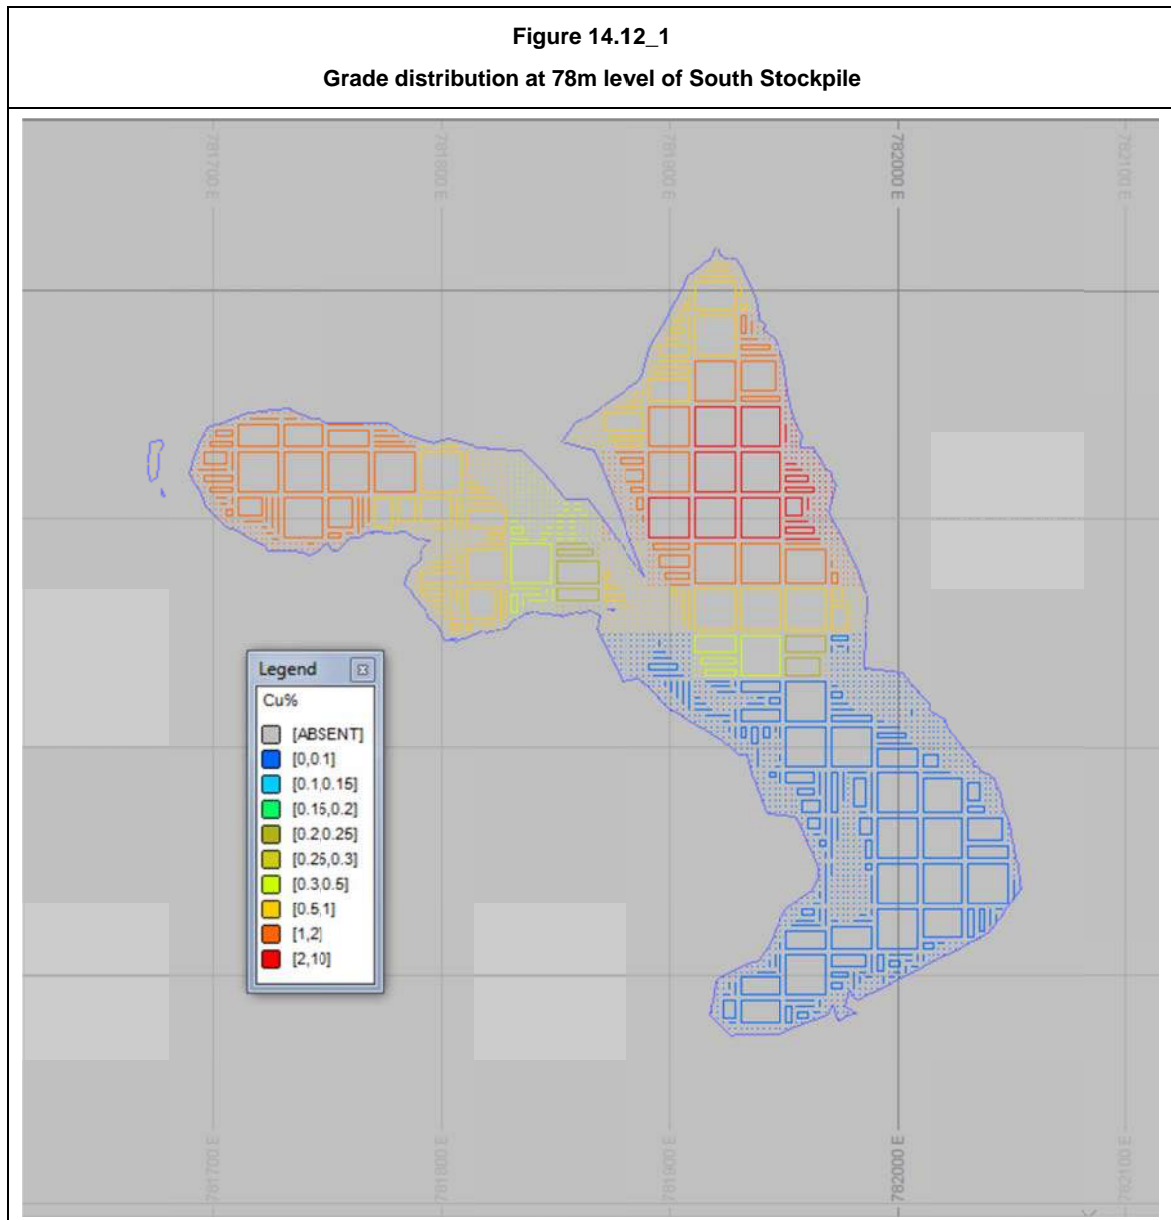 Figure 14.12_1
Grade distribution at 78m level of South Stockpile
781700 E
781800 E
781900 E
782000 E
782100 E
Legend
Cu%
[ABSENT]
[0,0.1]
[0.1,0.15]
[0.15,0.2]
[0.2,0.25]
[0.25,0.3]
[0.3,0.5]
[0.5,1]
[1,2]
[2,10]
781700 E
781800 E
781900 E
782000 E
782100 E